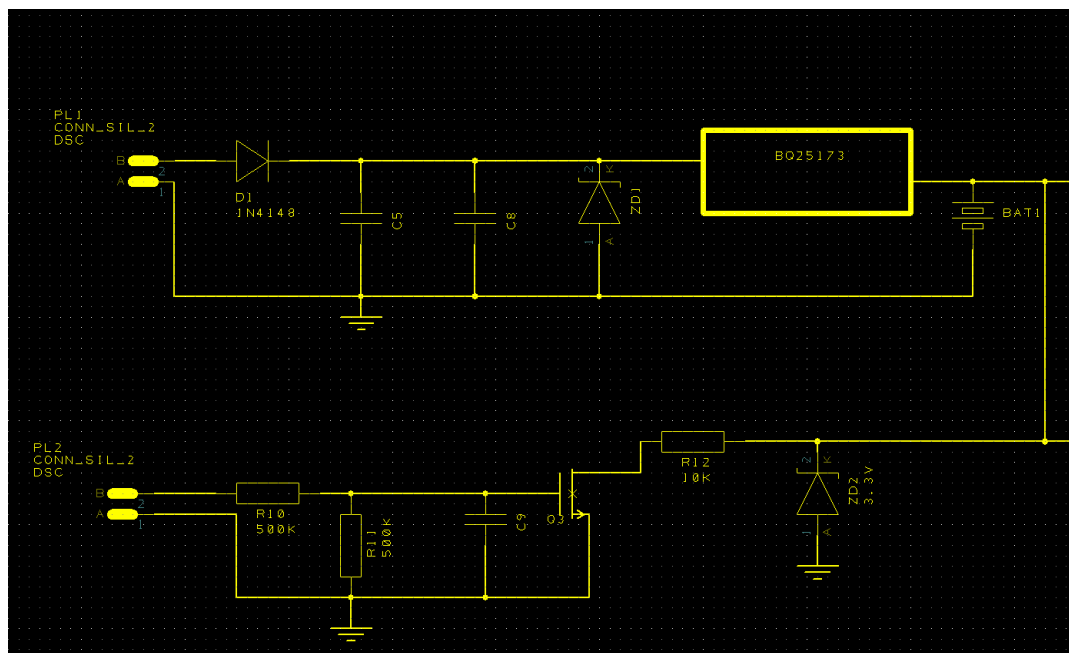 PL1
CONN_SIL_2
DSC
B
2
A
1
D1
1N4148
C5
C8
2
K
ZD1
1
A
BQ25173
BAT1
PL2
CONN_SIL_2
DSC
B
2
A
1
R10
500K
R11
500K
C9
Q3
R12
10K
2
K
ZD2
3.3V
1
A